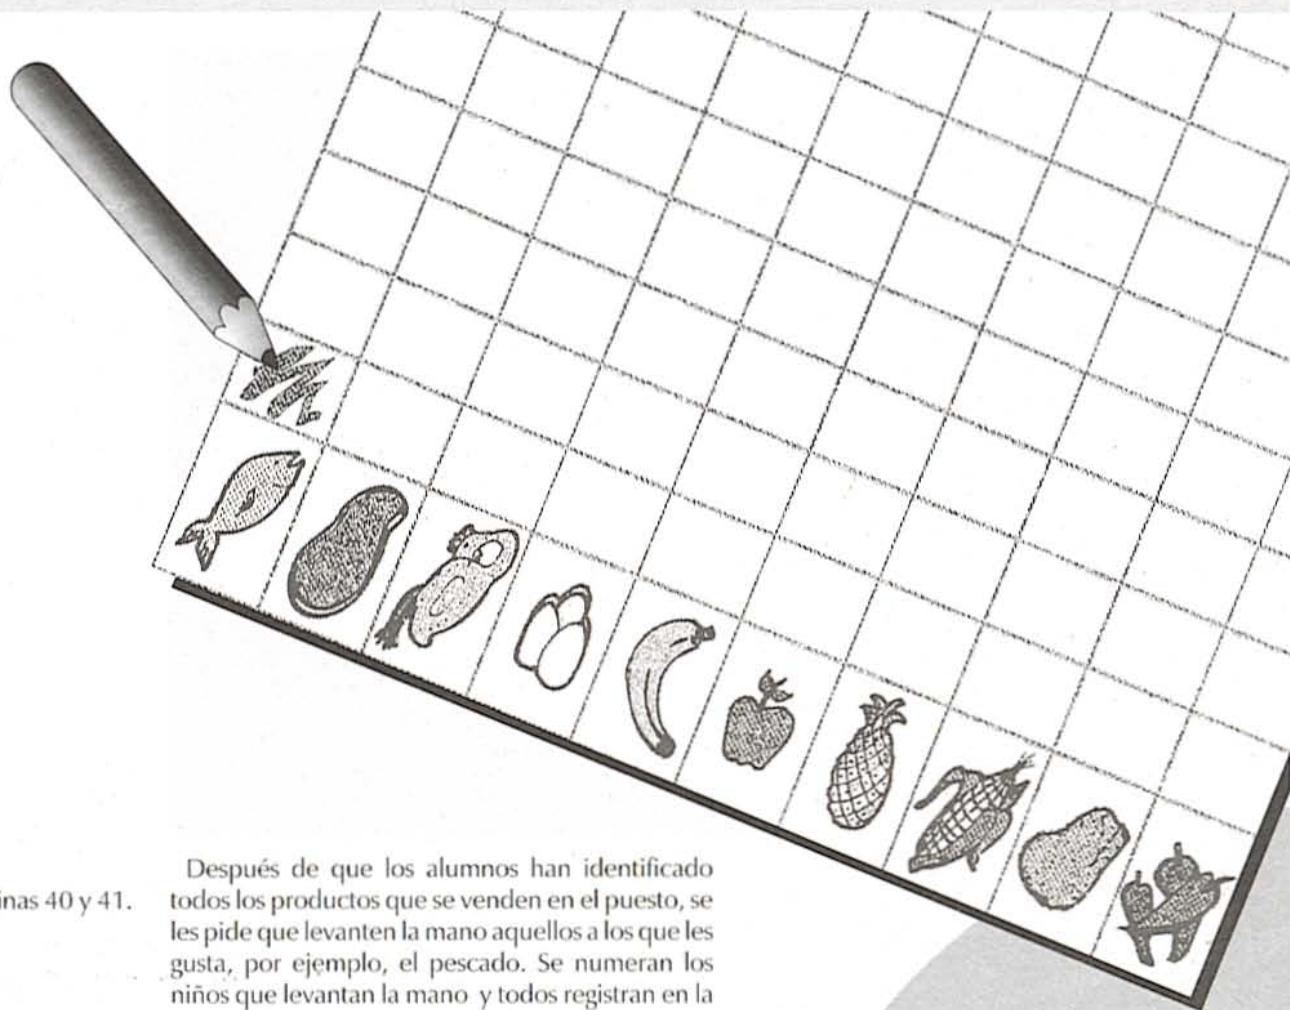 inas 40 y 41.
Después de que los alumnos han identificado
todos los productos que se venden en el puesto, se
les pide que levanten la mano aquellos a los que les
gusta, por ejemplo, el pescado. Se numeran los
niños que levantan la mano y todos registran en la